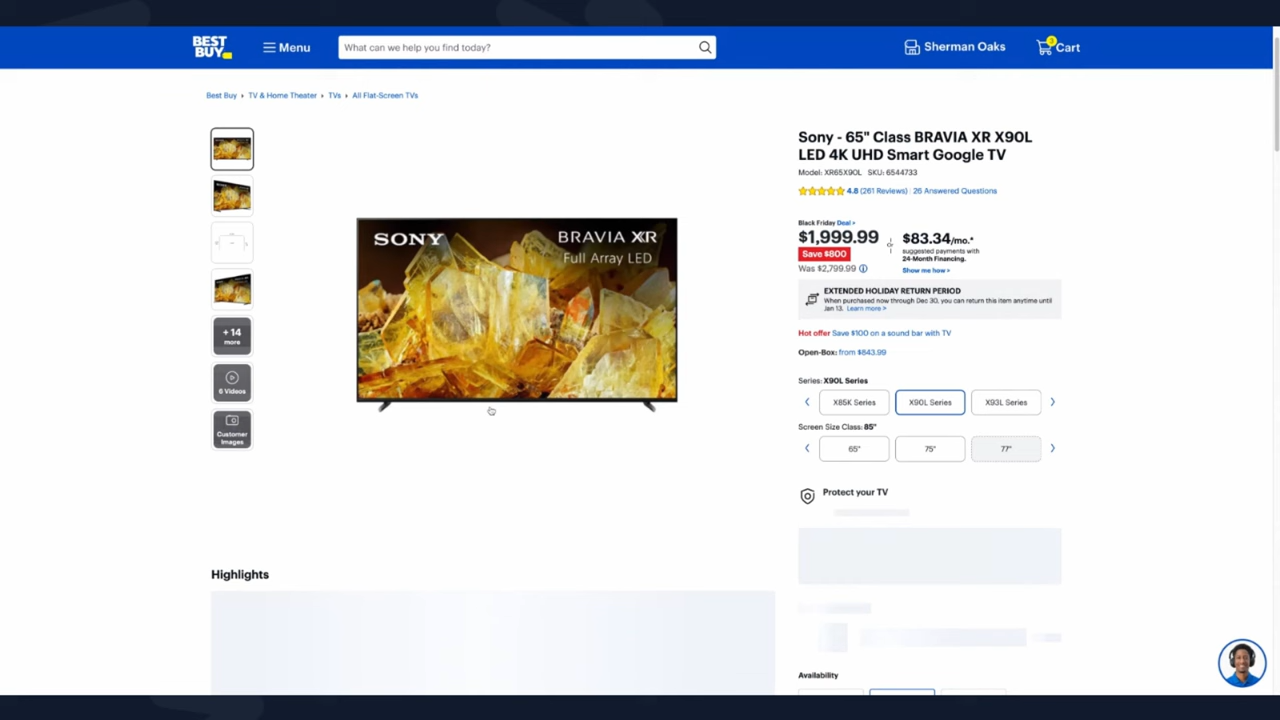 BEST BUY
Menu
What can we help you find today?
Sherman Oaks
Cart
Best Buy › TV & Home Theater › TVs › All Flat-Screen TVs
Sony - 65" Class BRAVIA XR X90L
LED 4K UHD Smart Google TV
Model: XR65X90L SKU: 6544733
4.8 (261 Reviews) 26 Answered Questions
Black Friday Deal >
$1,999.99
Save $800
Was $2,799.99
or
$83.34/mo.*
suggested payments with
24-Month Financing.
Show me how >
EXTENDED HOLIDAY RETURN PERIOD
When purchased now through Dec 30, you can return this item anytime until
Jan 13. Learn more >
Hot offer Save $100 on a sound bar with TV
Open-Box: from $843.99
Series: X90L Series
X85K Series
X90L Series
X93L Series
Screen Size Class: 85"
65"
75"
77"
Protect your TV
Availability
SONY
BRAVIA XR
Full Array LED
+ 14
more
6 Videos
Customer
Images
Highlights